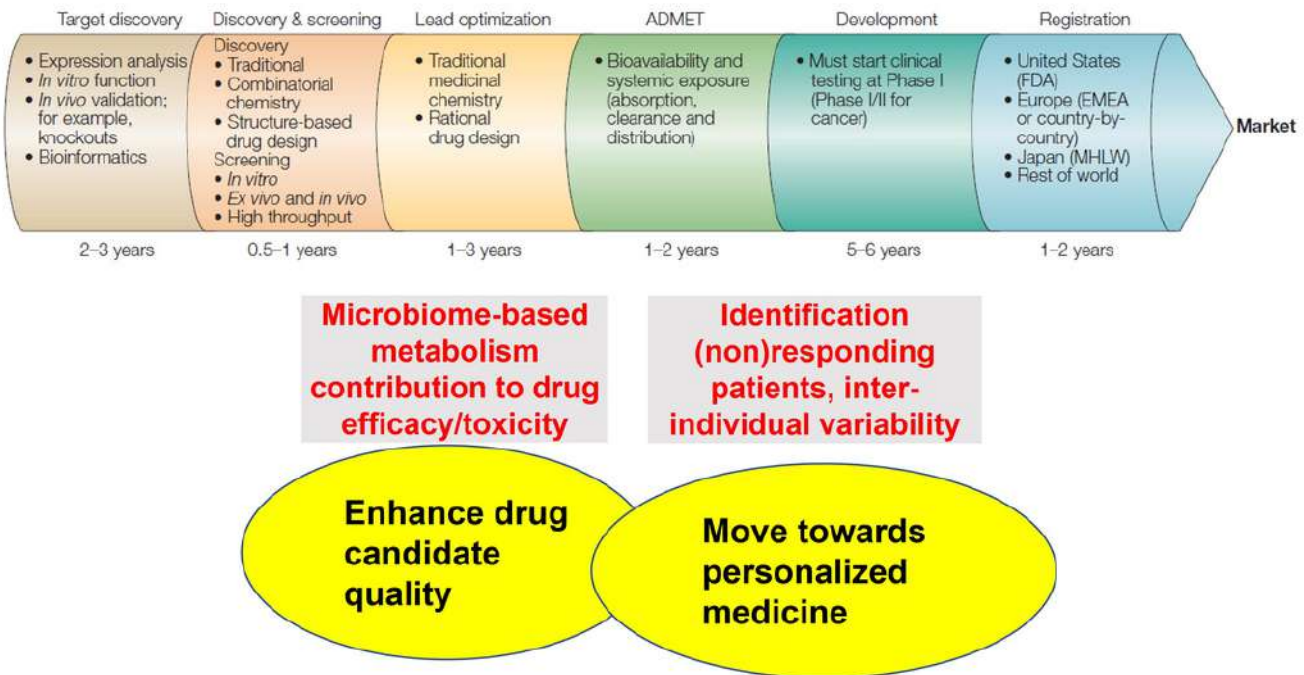 Target discovery
Discovery & screening
Lead optimization
ADMET
Development
Registration
• Expression analysis
• In vitro function
• In vivo validation;
for example,
knockouts
• Bioinformatics
Discovery
• Traditional
• Combinatorial
chemistry
• Structure-based
drug design
Screening
• In vitro
• Ex vivo and in vivo
• High throughput
• Traditional
medicinal
chemistry
• Rational
drug design
• Bioavailability and
systemic exposure
(absorption,
clearance and
distribution)
• Must start clinical
testing at Phase I
(Phase I/II for
cancer)
• United States
(FDA)
• Europe (EMEA
or country-by-
country)
• Japan (MHLW)
• Rest of world
Market
2–3 years
0.5–1 years
1–3 years
1–2 years
5–6 years
1–2 years
Microbiome-based
metabolism
contribution to drug
efficacy/toxicity
Identification
(non)responding
patients, inter-
individual variability
Enhance drug
candidate
quality
Move towards
personalized
medicine